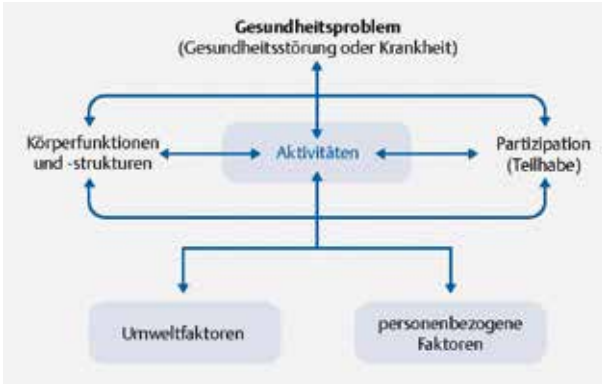 Gesundheitsproblem
(Gesundheitsstörung oder Krankheit)
Körperfunktionen
und -strukturen
Aktivitäten
Partizipation
(Teilhabe)
Umweltfaktoren
personenbezogene
Faktoren